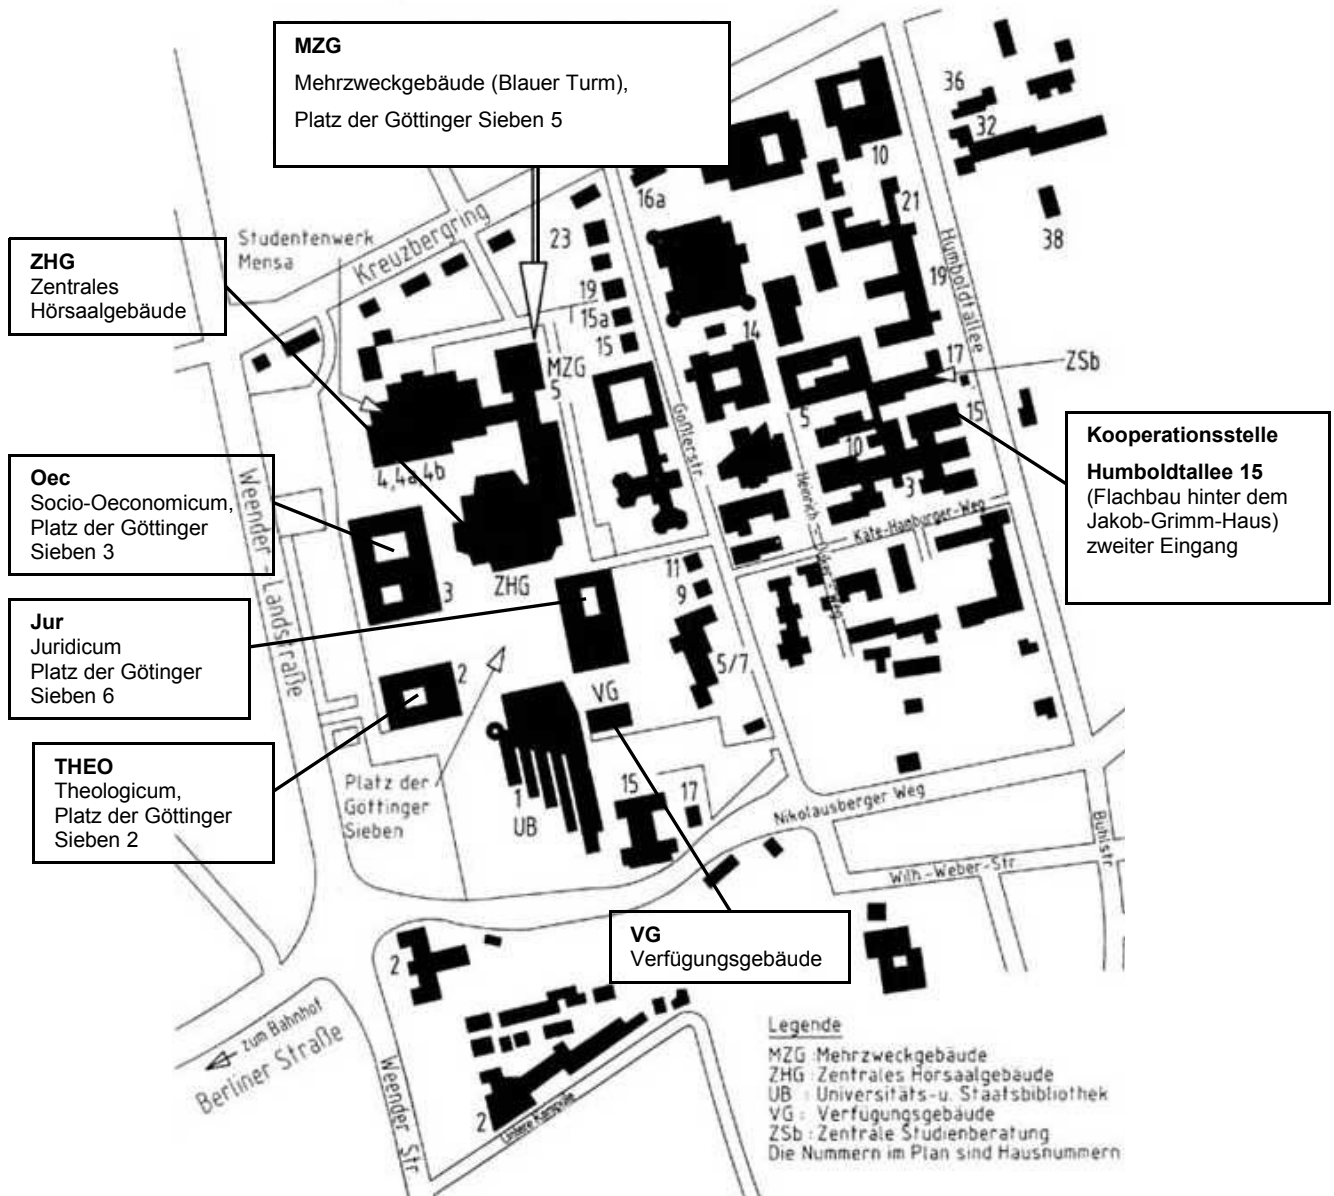 MZG
Mehrzweckgebäude (Blauer Turm),
Platz der Göttinger Sieben 5
ZHG
Zentrales
Hörsaalgebäude
Oec
Socio-Oeconomicum,
Platz der Göttinger
Sieben 3
Jur
Juridicum
Platz der Götinger
Sieben 6
THEO
Theologicum,
Platz der Göttinger
Sieben 2
VG
Verfügungsgebäude
Kooperationsstelle
Humboldtallee 15
(Flachbau hinter dem
Jakob-Grimm-Haus)
zweiter Eingang
Studentenwerk
Mensa
Kreuzbergring
23
19
15a
15
16a
10
36
32
38
21
19
Humboldtallee
17
ZSb
15
14
5
10
3
MZG
5
4, 4a, 4b
Goßlerstr.
Heinrich-Düker-Weg
Käte-Hamburger-Weg
Weender-Landstraße
3
ZHG
11
9
5/7
2
VG
Platz der
Göttinger
Sieben
1
UB
15
17
Nikolausberger Weg
Bühlstr.
Wilh.-Weber-Str
2
zum Bahnhof
Berliner Straße
Weender Str
2
Untere Karspüle
Legende
MZG : Mehrzweckgebäude
ZHG : Zentrales Hörsaalgebäude
UB : Universitäts-u. Staatsbibliothek
VG : Verfügungsgebäude
ZSb : Zentrale Studienberatung
Die Nummern im Plan sind Hausnummern